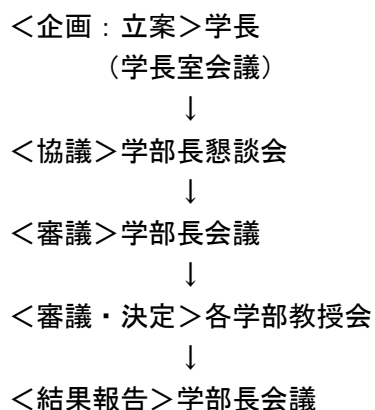 ＜企画：立案＞学長
（学長室会議）
↓
＜協議＞学部長懇談会
↓
＜審議＞学部長会議
↓
＜審議・決定＞各学部教授会
↓
＜結果報告＞学部長会議